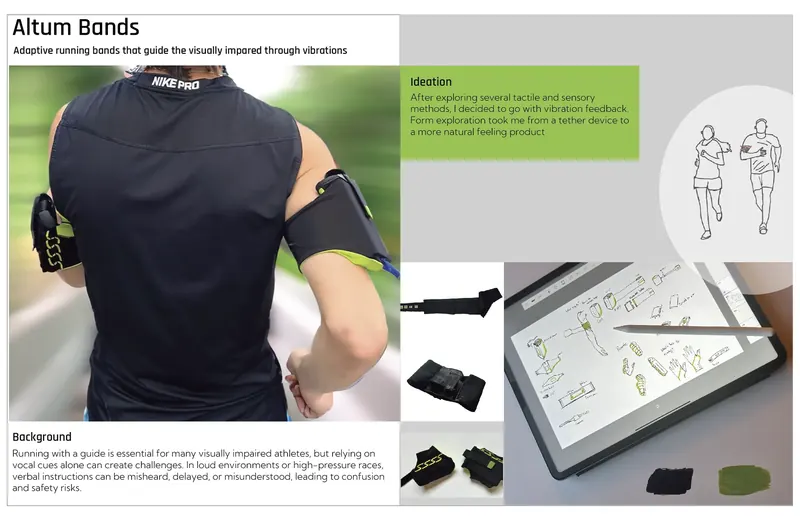 Altum Bands
Adaptive running bands that guide the visually impared through vibrations
NIKE PRO
Ideation
After exploring several tactile and sensory
methods, I decided to go with vibration feedback.
Form exploration took me from a tether device to
a more natural feeling product
Background
Running with a guide is essential for many visually impaired athletes, but relying on
vocal cues alone can create challenges. In loud environments or high-pressure races,
verbal instructions can be misheard, delayed, or misunderstood, leading to confusion
and safety risks.